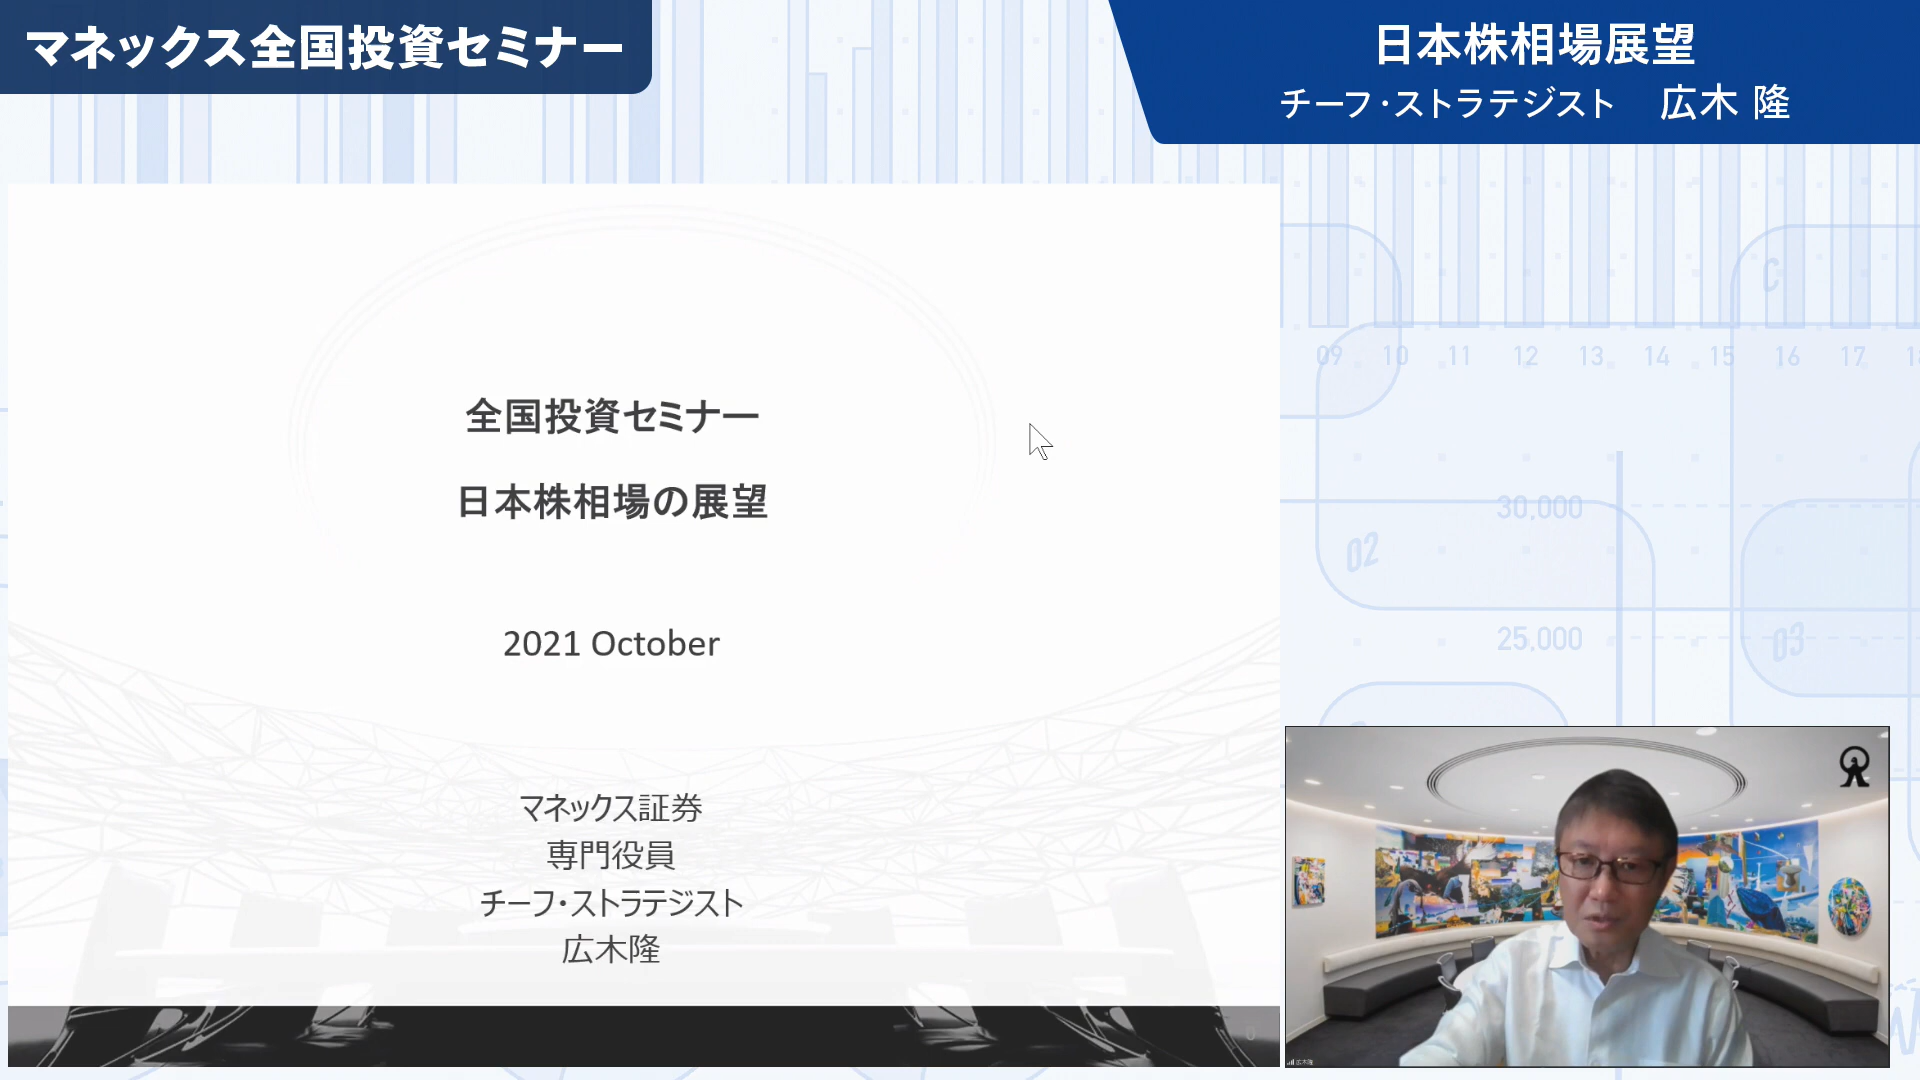 マネックス全国投資セミナー
日本株相場展望
チーフ・ストラテジスト 広木 隆
全国投資セミナー
日本株相場の展望
2021 October
マネックス証券
専門役員
チーフ・ストラテジスト
広木隆
0
C
09 10 11 12 13 14 15 16 17
30,000
02
25,000
03
広木隆